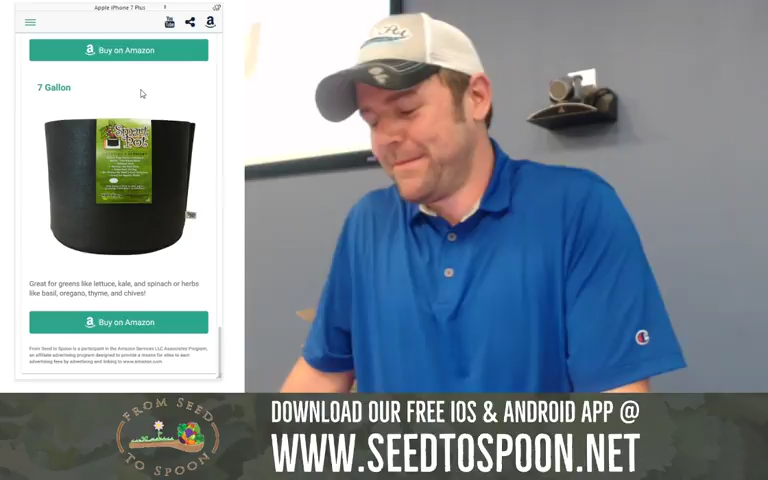 Apple iPhone 7 Plus
Buy on Amazon
7 Gallon
Smart
Pot
Great for greens like lettuce, kale, and spinach or herbs
like basil, oregano, thyme, and chives!
Buy on Amazon
From Seed to Spoon is a participant in the Amazon Services LLC Associates Program,
an affiliate advertising program designed to provide a means for sites to earn
advertising fees by advertising and linking to www.amazon.com.
FROM SEED
TO SPOON
DOWNLOAD OUR FREE IOS & ANDROID APP @
WWW.SEEDTOSPOON.NET